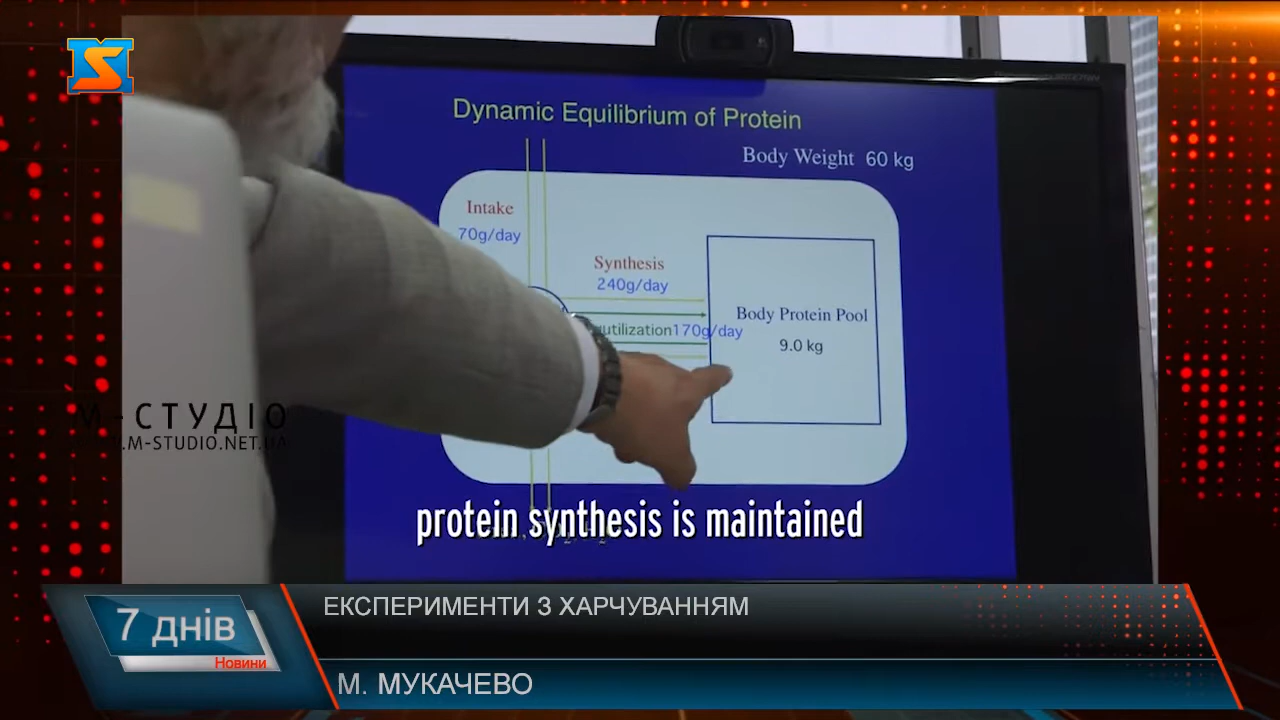 Dynamic Equilibrium of Protein
Body Weight 60 kg
Intake
70g/day
Synthesis
240g/day
Body Protein Pool
170g/day
9.0 kg
М-СТУДІО
.M-STUDIO.NET.UA
protein synthesis is maintained
7 днів
Новини
ЕКСПЕРИМЕНТИ З ХАРЧУВАННЯМ
М. МУКАЧЕВО